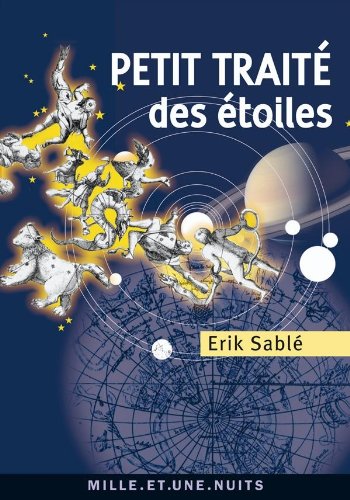 PETIT TRAITÉ
des étoiles
Erik Sablé
MILLE.ET.UNE.NUITS